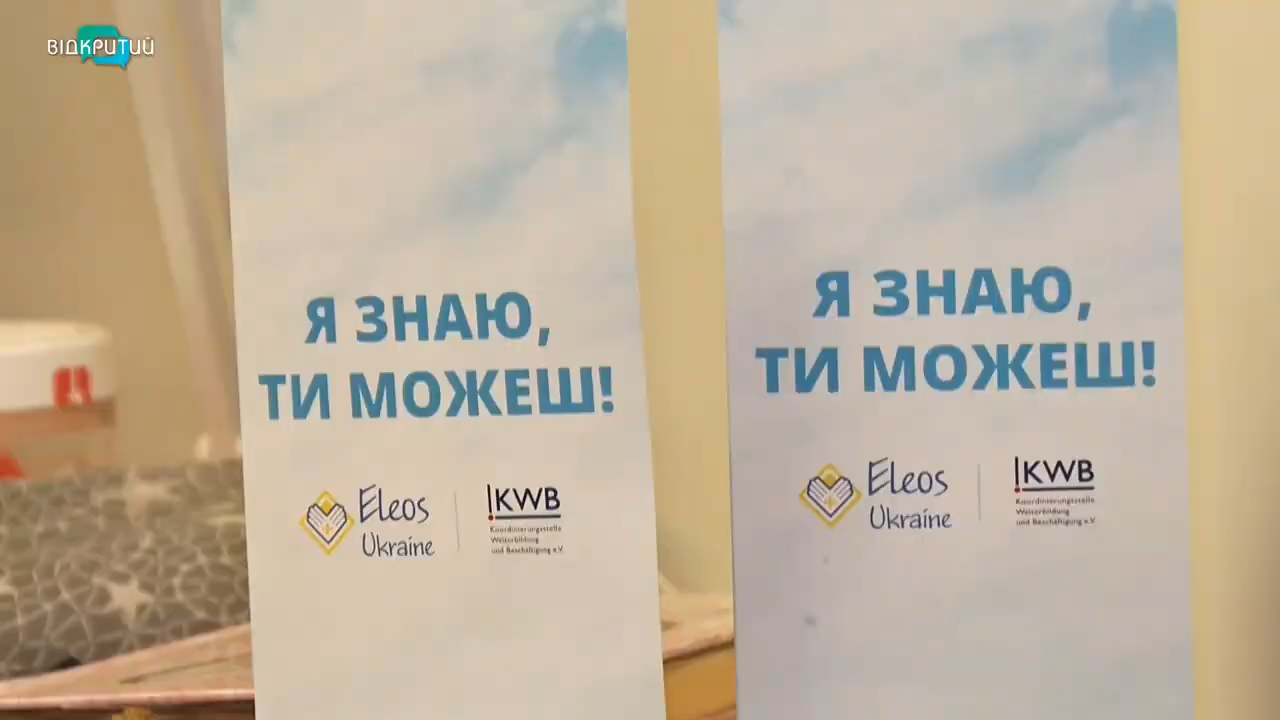 ВІДКРИТИЙ
Я ЗНАЮ,
ТИ МОЖЕШ!
Eleos
Ukraine
KWB
Koordinierungsstelle
Weiterbildung
und Beschäftigung e.V.
Я ЗНАЮ,
ТИ МОЖЕШ!
Eleos
Ukraine
KWB
Koordinierungsstelle
Weiterbildung
und Beschäftigung e.V.